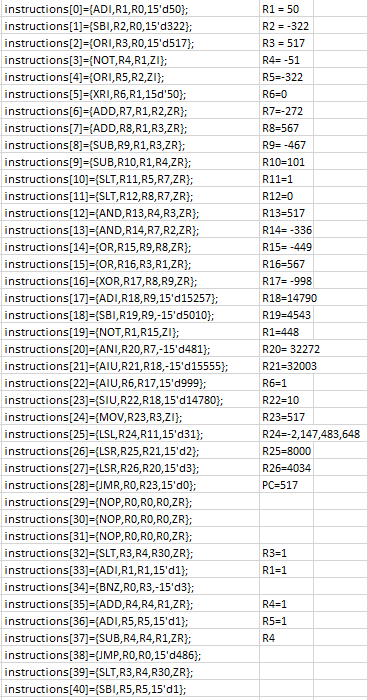 instructions[0]={ADI,R1,R0,15'd50}; R1 = 50
instructions[1]={SBI,R2,R0,15'd322}; R2 = -322
instructions[2]={ORI,R3,R0,15'd517}; R3 = 517
instructions[3]={NOT,R4,R1,ZI}; R4= -51
instructions[4]={ORI,R5,R2,ZI}; R5=-322
instructions[5]={XRI,R6,R1,15d'50}; R6=0
instructions[6]={ADD,R7,R1,R2,ZR}; R7=-272
instructions[7]={ADD,R8,R1,R3,ZR}; R8=567
instructions[8]={SUB,R9,R1,R3,ZR}; R9= -467
instructions[9]={SUB,R10,R1,R4,ZR}; R10=101
instructions[10]={SLT,R11,R5,R7,ZR}; R11=1
instructions[11]={SLT,R12,R8,R7,ZR}; R12=0
instructions[12]={AND,R13,R4,R3,ZR}; R13=517
instructions[13]={AND,R14,R7,R2,ZR}; R14= -336
instructions[14]={OR,R15,R9,R8,ZR}; R15= -449
instructions[15]={OR,R16,R3,R1,ZR}; R16=567
instructions[16]={XOR,R17,R8,R9,ZR}; R17= -998
instructions[17]={ADI,R18,R9,15'd15257}; R18=14790
instructions[18]={SBI,R19,R9,-15'd5010}; R19=4543
instructions[19]={NOT,R1,R15,ZI}; R1=448
instructions[20]={ANI,R20,R7,-15'd481}; R20= 32272
instructions[21]={AIU,R21,R18,-15'd15555}; R21=32003
instructions[22]={AIU,R6,R17,15'd999}; R6=1
instructions[23]={SIU,R22,R18,15'd14780}; R22=10
instructions[24]={MOV,R23,R3,ZI}; R23=517
instructions[25]={LSL,R24,R11,15'd31}; R24=-2,147,483,648
instructions[26]={LSR,R25,R21,15'd2}; R25=8000
instructions[27]={LSR,R26,R20,15'd3}; R26=4034
instructions[28]={JMR,R0,R23,15'd0}; PC=517
instructions[29]={NOP,R0,R0,R0,ZR};
instructions[30]={NOP,R0,R0,R0,ZR};
instructions[31]={NOP,R0,R0,R0,ZR};
instructions[32]={SLT,R3,R4,R30,ZR}; R3=1
instructions[33]={ADI,R1,R1,15'd1}; R1=1
instructions[34]={BNZ,R0,R3,-15'd3};
instructions[35]={ADD,R4,R4,R1,ZR}; R4=1
instructions[36]={ADI,R5,R5,15'd1}; R5=1
instructions[37]={SUB,R4,R4,R1,ZR}; R4
instructions[38]={JMP,R0,R0,15'd486};
instructions[39]={SLT,R3,R4,R30,ZR};
instructions[40]={SBI,R5,R5,15'd1};